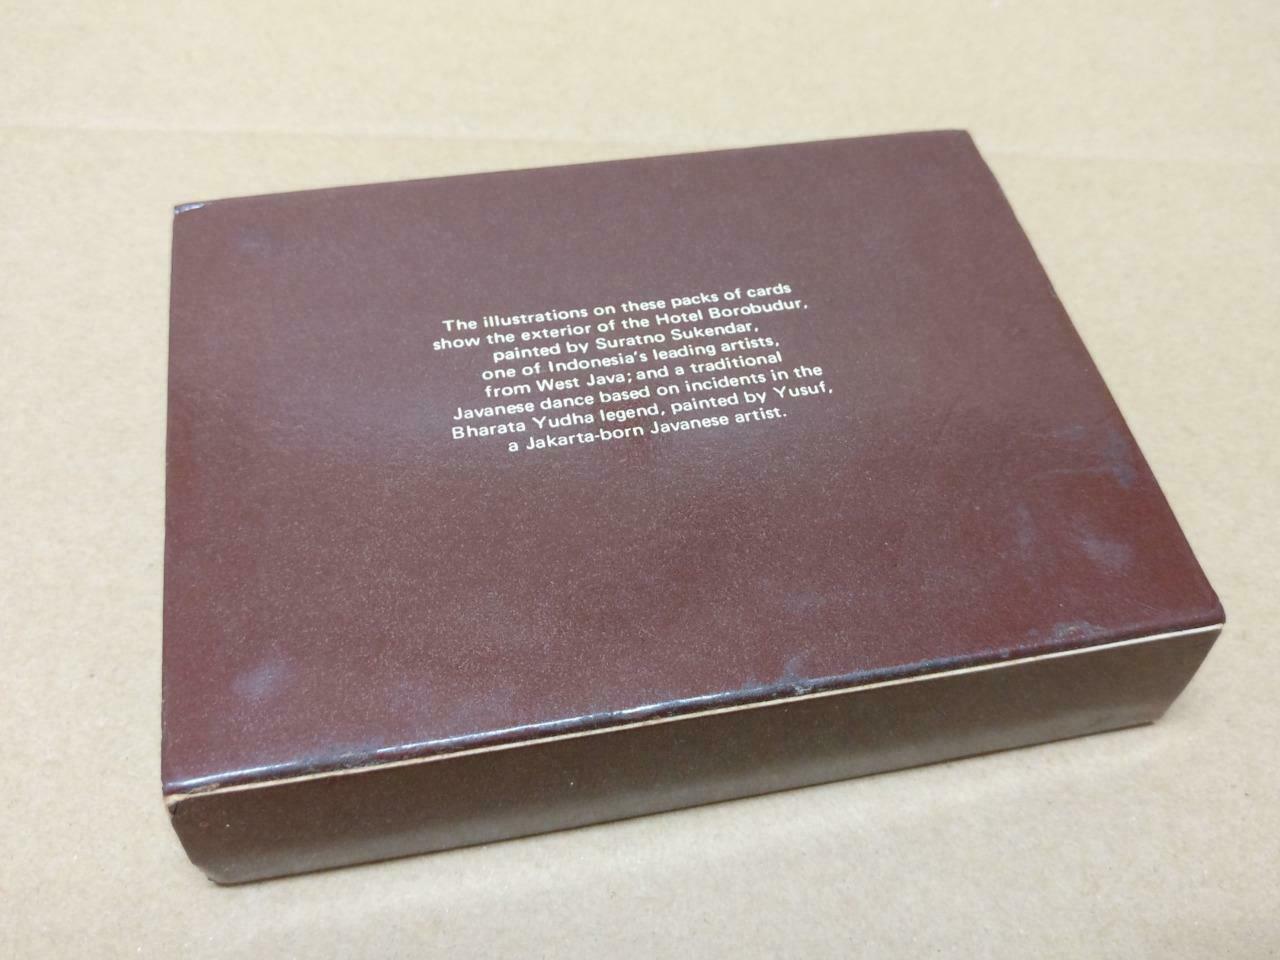 The illustrations on these packs of cards
show the exterior of the Hotel Borobudur,
painted by Suratno Sukendar,
one of Indonesia's leading artists,
from West Java; and a traditional
Javanese dance based on incidents in the
Bharata Yudha legend, painted by Yusuf,
a Jakarta-born Javanese artist.